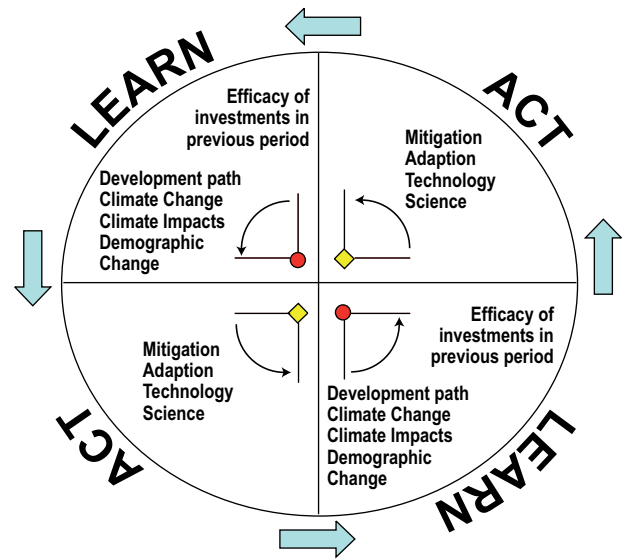 LEARN
ACT
Efficacy of
investments in
previous period
Development path
Climate Change
Climate Impacts
Demographic
Change
Mitigation
Adaption
Technology
Science
Mitigation
Adaption
Technology
Science
Efficacy of
investments in
previous period
Development path
Climate Change
Climate Impacts
Demographic
Change
ACT
LEARN